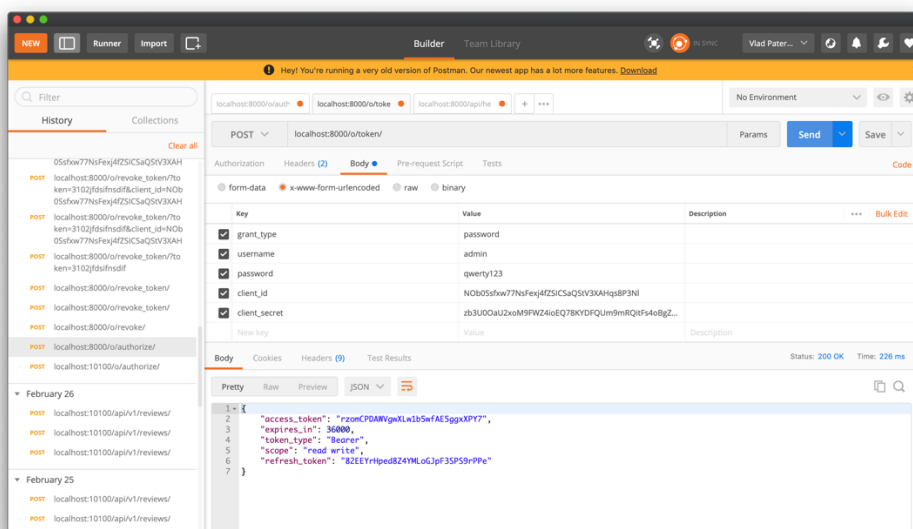 NEW
Runner
Import
Builder
Team Library
IN SYNC
Vlad Pater...
Hey! You're running a very old version of Postman. Our newest app has a lot more features. Download
Filter
History
Collections
Clear all
0Ssfxw77NsFexj4fZSICSaQStV3XAH
POST localhost:8000/o/revoke_token/?to
ken=3102jfdsifnsdif&client_id=NOb
0Ssfxw77NsFexj4fZSICSaQStV3XAH
POST localhost:8000/o/revoke_token/?to
ken=3102jfdsifnsdif&client_id=NOb
0Ssfxw77NsFexj4fZSICSaQStV3XAH
POST localhost:8000/o/revoke_token/?to
ken=3102jfdsifnsdif
POST localhost:8000/o/revoke_token/
POST localhost:8000/o/revoke_token/
POST localhost:8000/o/revoke/
POST localhost:8000/o/authorize/
POST localhost:10100/o/authorize/
February 26
POST localhost:10100/api/v1/reviews/
POST localhost:10100/api/v1/reviews/
POST localhost:10100/api/v1/reviews/
February 25
POST localhost:10100/api/v1/reviews/
POST localhost:10100/api/v1/reviews/
localhost:8000/o/auth
localhost:8000/o/toke
localhost:8000/api/he
+
No Environment
POST
localhost:8000/o/token/
Params
Send
Save
Authorization
Headers (2)
Body
Pre-request Script
Tests
Code
form-data
x-www-form-urlencoded
raw
binary
Key Value Description
Bulk Edit
grant_type password
username admin
password qwerty123
client_id NOb0Ssfxw77NsFexj4fZSICSaQStV3XAHqs8P3Nl
client_secret zb3U0OaU2xoM9FWZ4ioEQ78KYDFQUm9mRQitFs4oBgZ...
New key Value Description
Body
Cookies
Headers (9)
Test Results
Status: 200 OK
Time: 226 ms
Pretty
Raw
Preview
JSON
1 {
2 "access_token": "rzomCPDAWVgwXLw1b5wfAE5ggxXPY7",
3 "expires_in": 36000,
4 "token_type": "Bearer",
5 "scope": "read write",
6 "refresh_token": "8ZEEYrHped8Z4YMLoGJpF3SPS9rPPe"
7 }